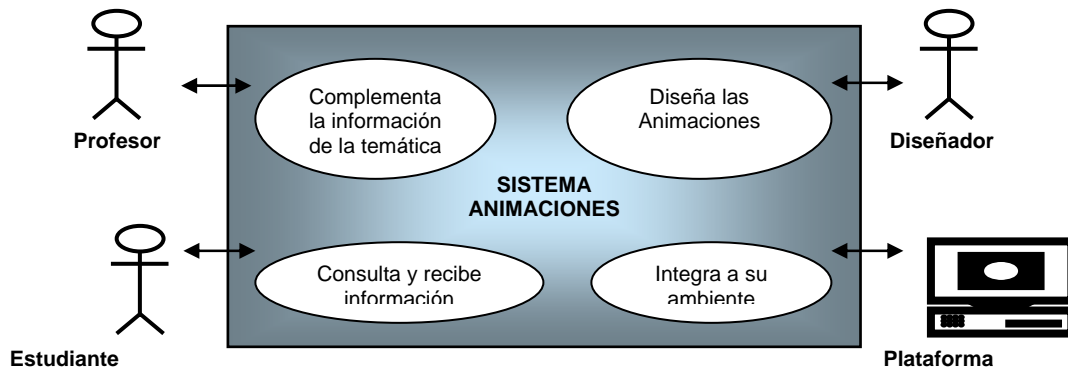 Profesor
Complementa
la información
de la temática
Diseña las
Animaciones
Diseñador
SISTEMA
ANIMACIONES
Estudiante
Consulta y recibe
información
Integra a su
ambiente
Plataforma